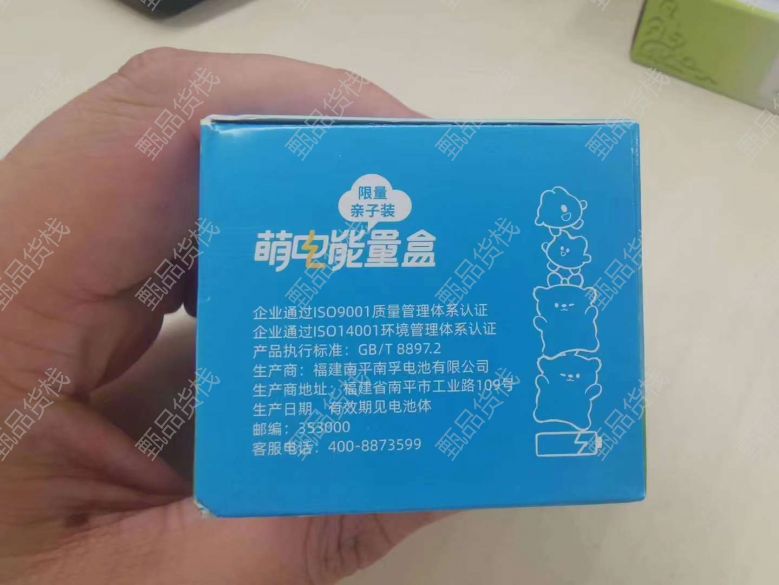 限量
亲子装
萌电能量盒
企业通过ISO9001质量管理体系认证
企业通过ISO14001环境管理体系认证
产品执行标准：GB/T 8897.2
生产商：福建南平南孚电池有限公司
生产商地址：福建省南平市工业路109号
生产日期 有效期见电池体
邮编：353000
客服电话：400-8873599
甄品货栈